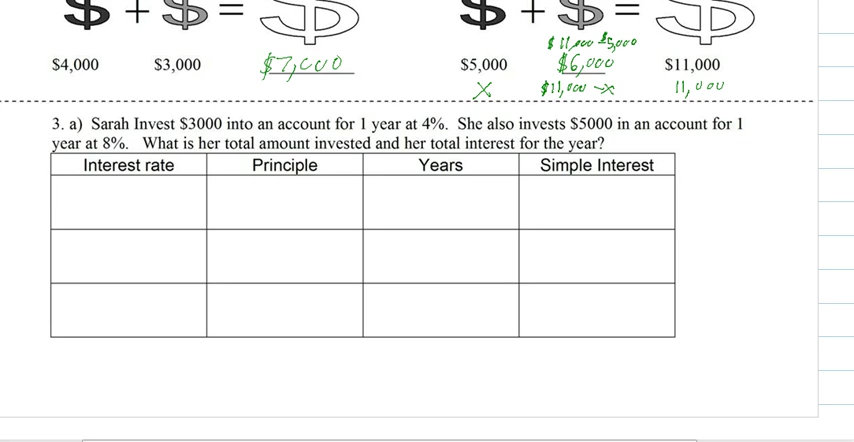 $ + $ = $ $ + $ = $
$11,000 $5,000
$4,000 $3,000 $7,000 $5,000 $6,000 $11,000
x $11,000 - x 11,000
3. a) Sarah Invest $3000 into an account for 1 year at 4%. She also invests $5000 in an account for 1
year at 8%. What is her total amount invested and her total interest for the year?
Interest rate Principle Years Simple Interest